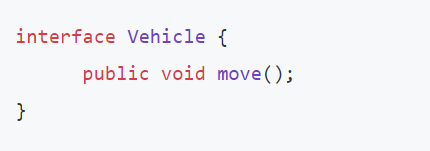 interface Vehicle {
      public void move();
}